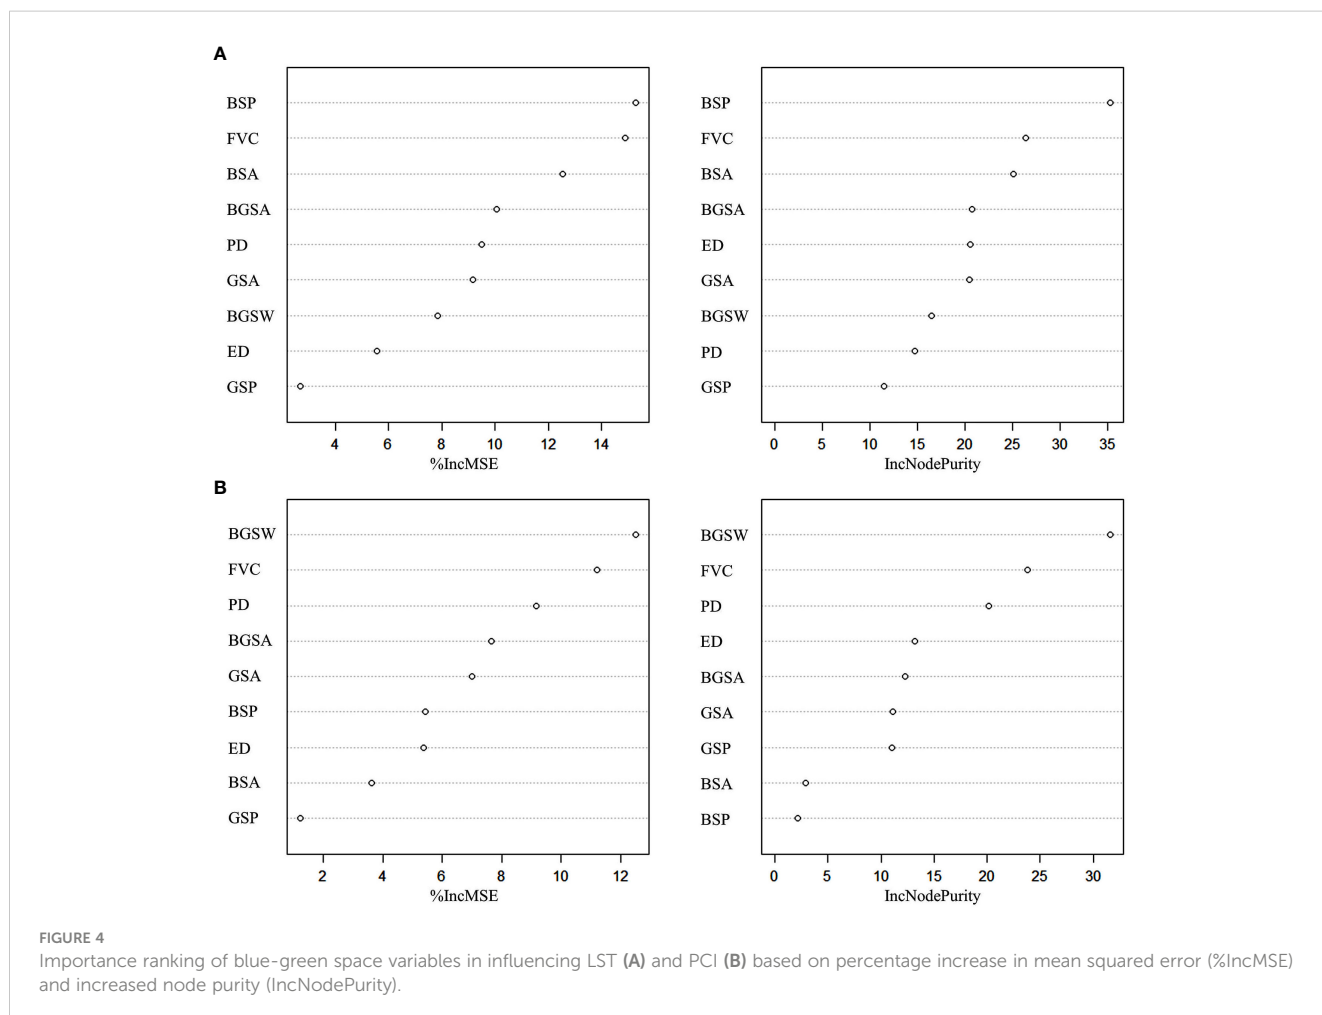 A
BSP
FVC
BSA
BGSA
PD
GSA
BGSW
ED
GSP
4 6 8 10 12 14
%IncMSE
BSP
FVC
BSA
BGSA
ED
GSA
BGSW
PD
GSP
0 5 10 15 20 25 30 35
IncNodePurity
B
BGSW
FVC
PD
BGSA
GSA
BSP
ED
BSA
GSP
2 4 6 8 10 12
%IncMSE
BGSW
FVC
PD
ED
BGSA
GSA
GSP
BSA
BSP
0 5 10 15 20 25 30
IncNodePurity
FIGURE 4
Importance ranking of blue-green space variables in influencing LST (A) and PCI (B) based on percentage increase in mean squared error (%IncMSE)
and increased node purity (IncNodePurity).